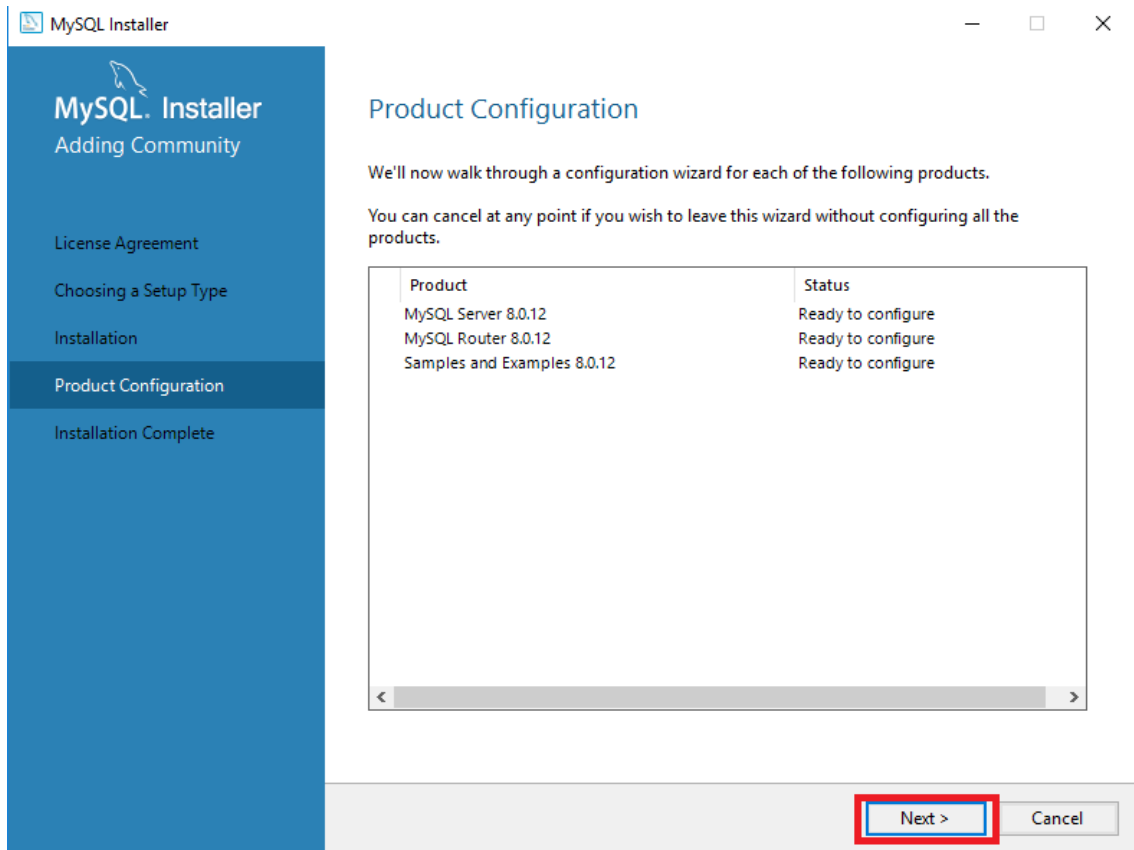 MySQL Installer
MySQL. Installer
Adding Community
License Agreement
Choosing a Setup Type
Installation
Product Configuration
Installation Complete
Product Configuration
We'll now walk through a configuration wizard for each of the following products.
You can cancel at any point if you wish to leave this wizard without configuring all the
products.
Product Status
MySQL Server 8.0.12 Ready to configure
MySQL Router 8.0.12 Ready to configure
Samples and Examples 8.0.12 Ready to configure
Next > Cancel